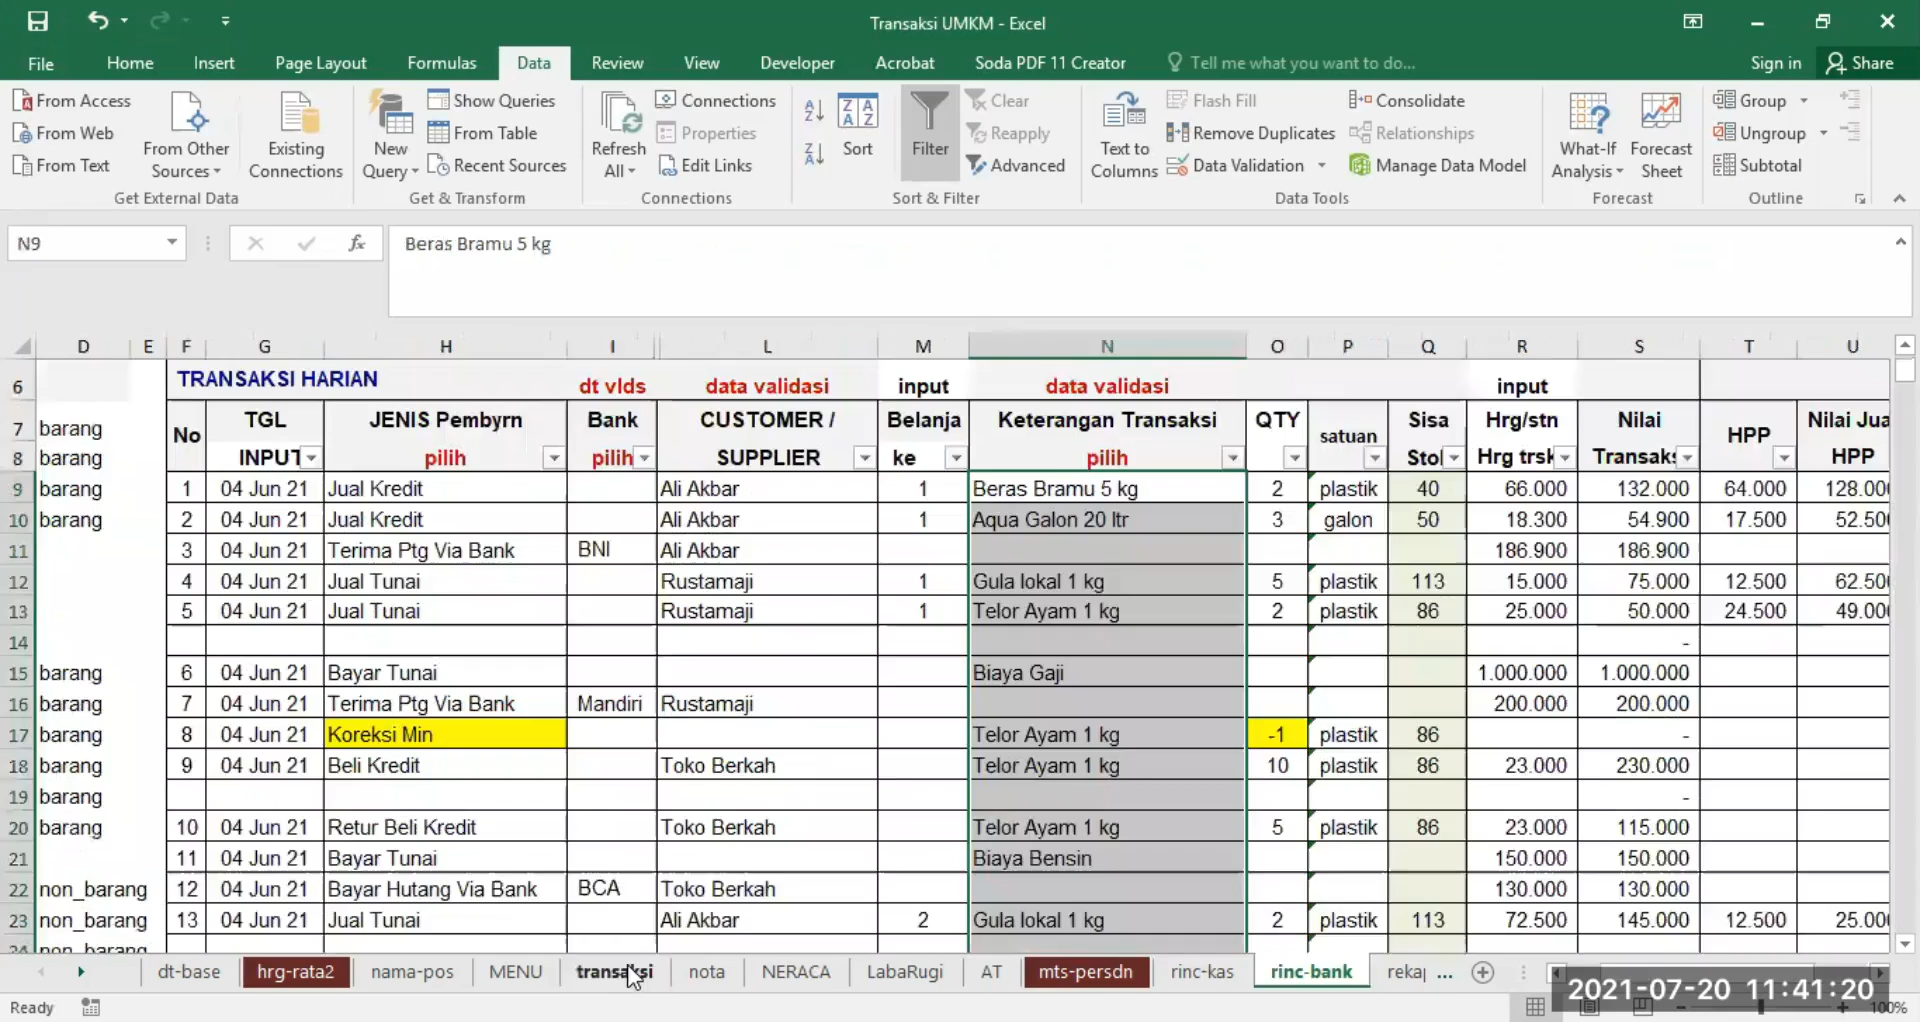 Transaksi UMKM - Excel
File Home Insert Page Layout Formulas Data Review View Developer Acrobat Soda PDF 11 Creator Tell me what you want to do... Sign in Share
From Access
From Web
From Text
From Other Sources
Existing Connections
Get External Data
New Query
Show Queries
From Table
Recent Sources
Get & Transform
Refresh All
Connections
Properties
Edit Links
Connections
Sort
Filter
Clear
Reapply
Advanced
Sort & Filter
Text to Columns
Flash Fill
Remove Duplicates
Data Validation
Consolidate
Relationships
Manage Data Model
Data Tools
What-If Analysis
Forecast Sheet
Forecast
Group
Ungroup
Subtotal
Outline
N9 fx Beras Bramu 5 kg
D E F G H I L M N O P Q R S T U
6 TRANSAKSI HARIAN dt vlds data validasi input data validasi input
7 barang No TGL JENIS Pembyrn Bank CUSTOMER / Belanja Keterangan Transaksi QTY satuan Sisa Hrg/stn Nilai HPP Nilai Jua
8 barang INPUT pilih pilih SUPPLIER ke pilih Stol Hrg trsk Transaks HPP
9 barang 1 04 Jun 21 Jual Kredit Ali Akbar 1 Beras Bramu 5 kg 2 plastik 40 66.000 132.000 64.000 128.000
10 barang 2 04 Jun 21 Jual Kredit Ali Akbar 1 Aqua Galon 20 ltr 3 galon 50 18.300 54.900 17.500 52.500
11 3 04 Jun 21 Terima Ptg Via Bank BNI Ali Akbar 186.900 186.900
12 4 04 Jun 21 Jual Tunai Rustamaji 1 Gula lokal 1 kg 5 plastik 113 15.000 75.000 12.500 62.500
13 5 04 Jun 21 Jual Tunai Rustamaji 1 Telor Ayam 1 kg 2 plastik 86 25.000 50.000 24.500 49.000
14 -
15 barang 6 04 Jun 21 Bayar Tunai Biaya Gaji 1.000.000 1.000.000
16 barang 7 04 Jun 21 Terima Ptg Via Bank Mandiri Rustamaji 200.000 200.000
17 barang 8 04 Jun 21 Koreksi Min Telor Ayam 1 kg -1 plastik 86 -
18 barang 9 04 Jun 21 Beli Kredit Toko Berkah Telor Ayam 1 kg 10 plastik 86 23.000 230.000
19 barang -
20 barang 10 04 Jun 21 Retur Beli Kredit Toko Berkah Telor Ayam 1 kg 5 plastik 86 23.000 115.000
21 11 04 Jun 21 Bayar Tunai Biaya Bensin 150.000 150.000
22 non_barang 12 04 Jun 21 Bayar Hutang Via Bank BCA Toko Berkah 130.000 130.000
23 non_barang 13 04 Jun 21 Jual Tunai Ali Akbar 2 Gula lokal 1 kg 2 plastik 113 72.500 145.000 12.500 25.000
24 non_barang
dt-base hrg-rata2 nama-pos MENU transaksi nota NERACA LabaRugi AT mts-persdn rinc-kas rinc-bank rekap ...
Ready 100%
2021-07-20 11:41:20